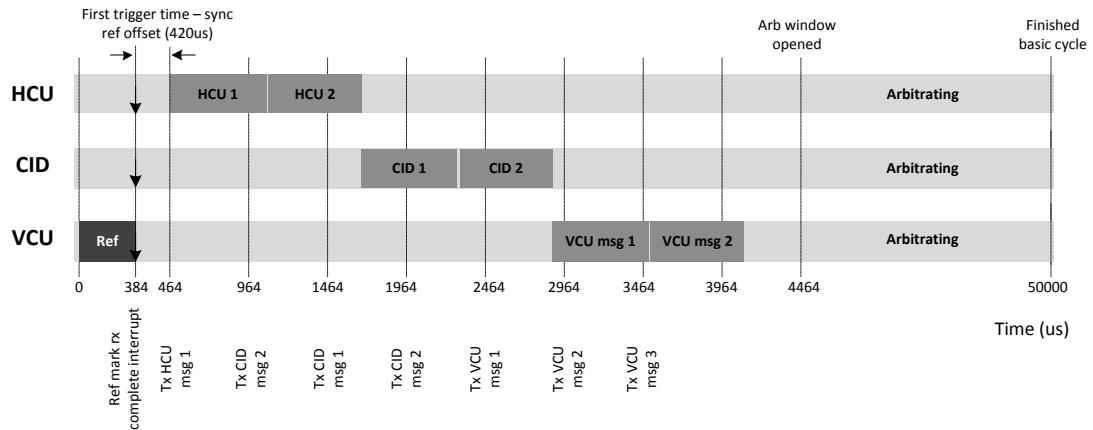 First trigger time – sync
ref offset (420us)
Arb window
opened
Finished
basic cycle
HCU
HCU 1
HCU 2
Arbitrating
CID
CID 1
CID 2
Arbitrating
VCU
Ref
VCU msg 1
VCU msg 2
Arbitrating
0
384
464
964
1464
1964
2464
2964
3464
3964
4464
50000
Time (us)
Ref mark rx
complete interrupt
Tx HCU
msg 1
Tx CID
msg 2
Tx CID
msg 1
Tx CID
msg 2
Tx VCU
msg 1
Tx VCU
msg 2
Tx VCU
msg 3